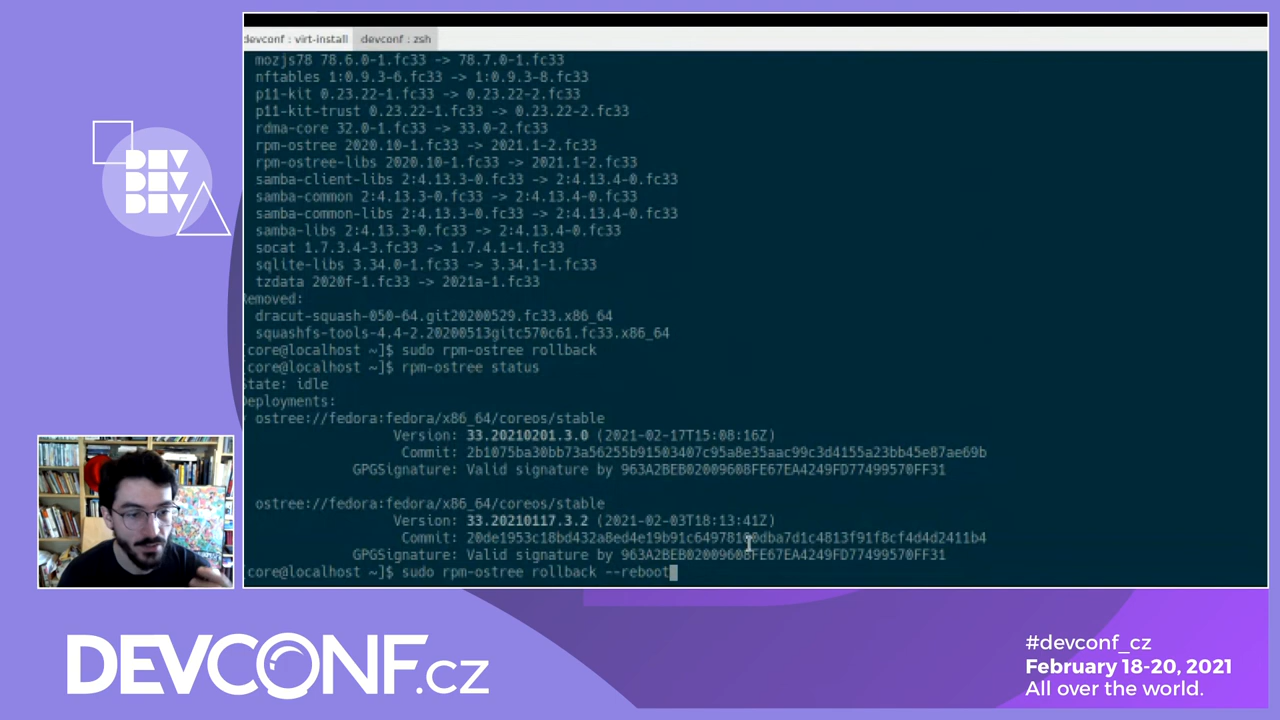 devconf : virt-install devconf : zsh
mozjs78 78.6.0-1.fc33 -> 78.7.0-1.fc33
nftables 1:0.9.3-6.fc33 -> 1:0.9.3-8.fc33
p11-kit 0.23.22-1.fc33 -> 0.23.22-2.fc33
p11-kit-trust 0.23.22-1.fc33 -> 0.23.22-2.fc33
rdma-core 32.0-1.fc33 -> 33.0-2.fc33
rpm-ostree 2020.10-1.fc33 -> 2021.1-2.fc33
rpm-ostree-libs 2020.10-1.fc33 -> 2021.1-2.fc33
samba-client-libs 2:4.13.3-0.fc33 -> 2:4.13.4-0.fc33
samba-common 2:4.13.3-0.fc33 -> 2:4.13.4-0.fc33
samba-common-libs 2:4.13.3-0.fc33 -> 2:4.13.4-0.fc33
samba-libs 2:4.13.3-0.fc33 -> 2:4.13.4-0.fc33
socat 1.7.3.4-3.fc33 -> 1.7.4.1-1.fc33
sqlite-libs 3.34.0-1.fc33 -> 3.34.1-1.fc33
tzdata 2020f-1.fc33 -> 2021a-1.fc33
Removed:
dracut-squash-050-64.git20200529.fc33.x86_64
squashfs-tools-4.4-2.20200513gitc570c61.fc33.x86_64
[core@localhost ~]$ sudo rpm-ostree rollback
[core@localhost ~]$ rpm-ostree status
State: idle
Deployments:
ostree://fedora:fedora/x86_64/coreos/stable
Version: 33.20210201.3.0 (2021-02-17T15:08:16Z)
Commit: 2b1075ba30bb73a56255b91503407c95a8e35aac99c3d4155a23bb45e87ae69b
GPGSignature: Valid signature by 963A2BEB02009608FE67EA4249FD77499570FF31
ostree://fedora:fedora/x86_64/coreos/stable
Version: 33.20210117.3.2 (2021-02-03T18:13:41Z)
Commit:
GPGSignature: Valid signature by 963A2BEB02009608FE67EA4249FD77499570FF31
[core@localhost ~]$ sudo rpm-ostree rollback --reboot
DEV
DEV
DEV
DEVCONF.cz
#devconf_cz
February 18-20, 2021
All over the world.